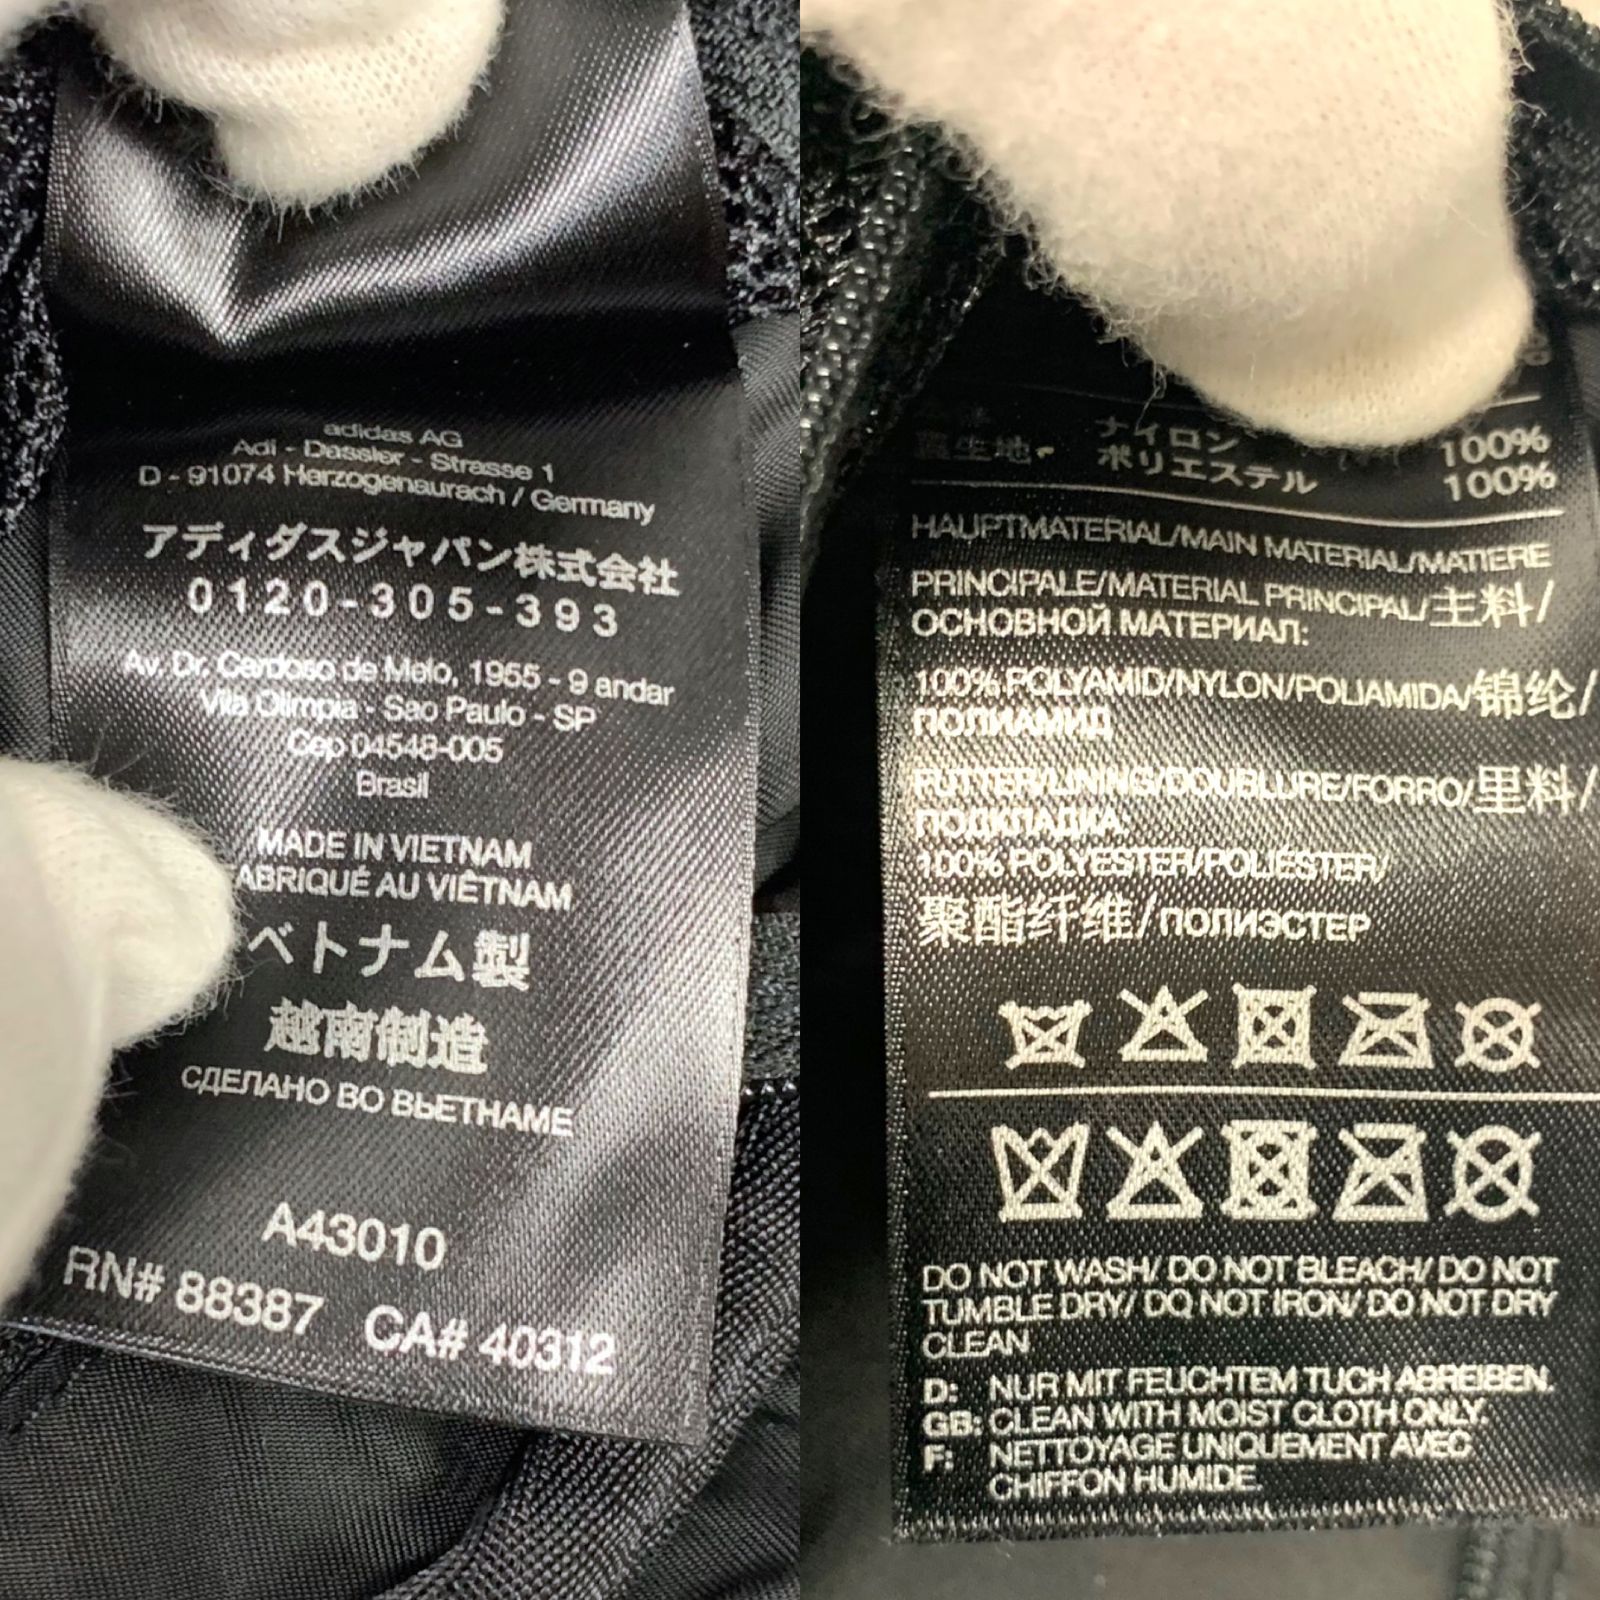 adidas AG
Adi - Dassler - Strasse 1
D - 91074 Herzogenaurach / Germany
アディダスジャパン株式会社
0120-305-393
Av. Dr. Cardoso de Melo, 1955 - 9 andar
Vila Olimpia - Sao Paulo - SP
Cep 04548-005
Brasil
MADE IN VIETNAM
FABRIQUÉ AU VIÊTNAM
ベトナム製
越南制造
СДЕЛАНО ВО ВЬЕТНАМЕ
A43010
RN# 88387 CA# 40312
ナイロン 100%
裏生地- ポリエステル 100%
HAUPTMATERIAL/MAIN MATERIAL/MATIERE
PRINCIPALE/MATERIAL PRINCIPAL/主料/
ОСНОВНОЙ МАТЕРИАЛ:
100% POLYAMID/NYLON/POLIAMIDA/锦纶/
ПОЛИАМИД
FUTTER/LINING/DOUBLURE/FORRO/里料/
ПОДКЛАДКА:
100% POLYESTER/POLIÉSTER/
聚酯纤维/ПОЛИЭСТЕР
DO NOT WASH/ DO NOT BLEACH/ DO NOT
TUMBLE DRY/ DO NOT IRON/ DO NOT DRY
CLEAN
D: NUR MIT FEUCHTEM TUCH ABREIBEN.
GB: CLEAN WITH MOIST CLOTH ONLY.
F: NETTOYAGE UNIQUEMENT AVEC
CHIFFON HUMIDE.